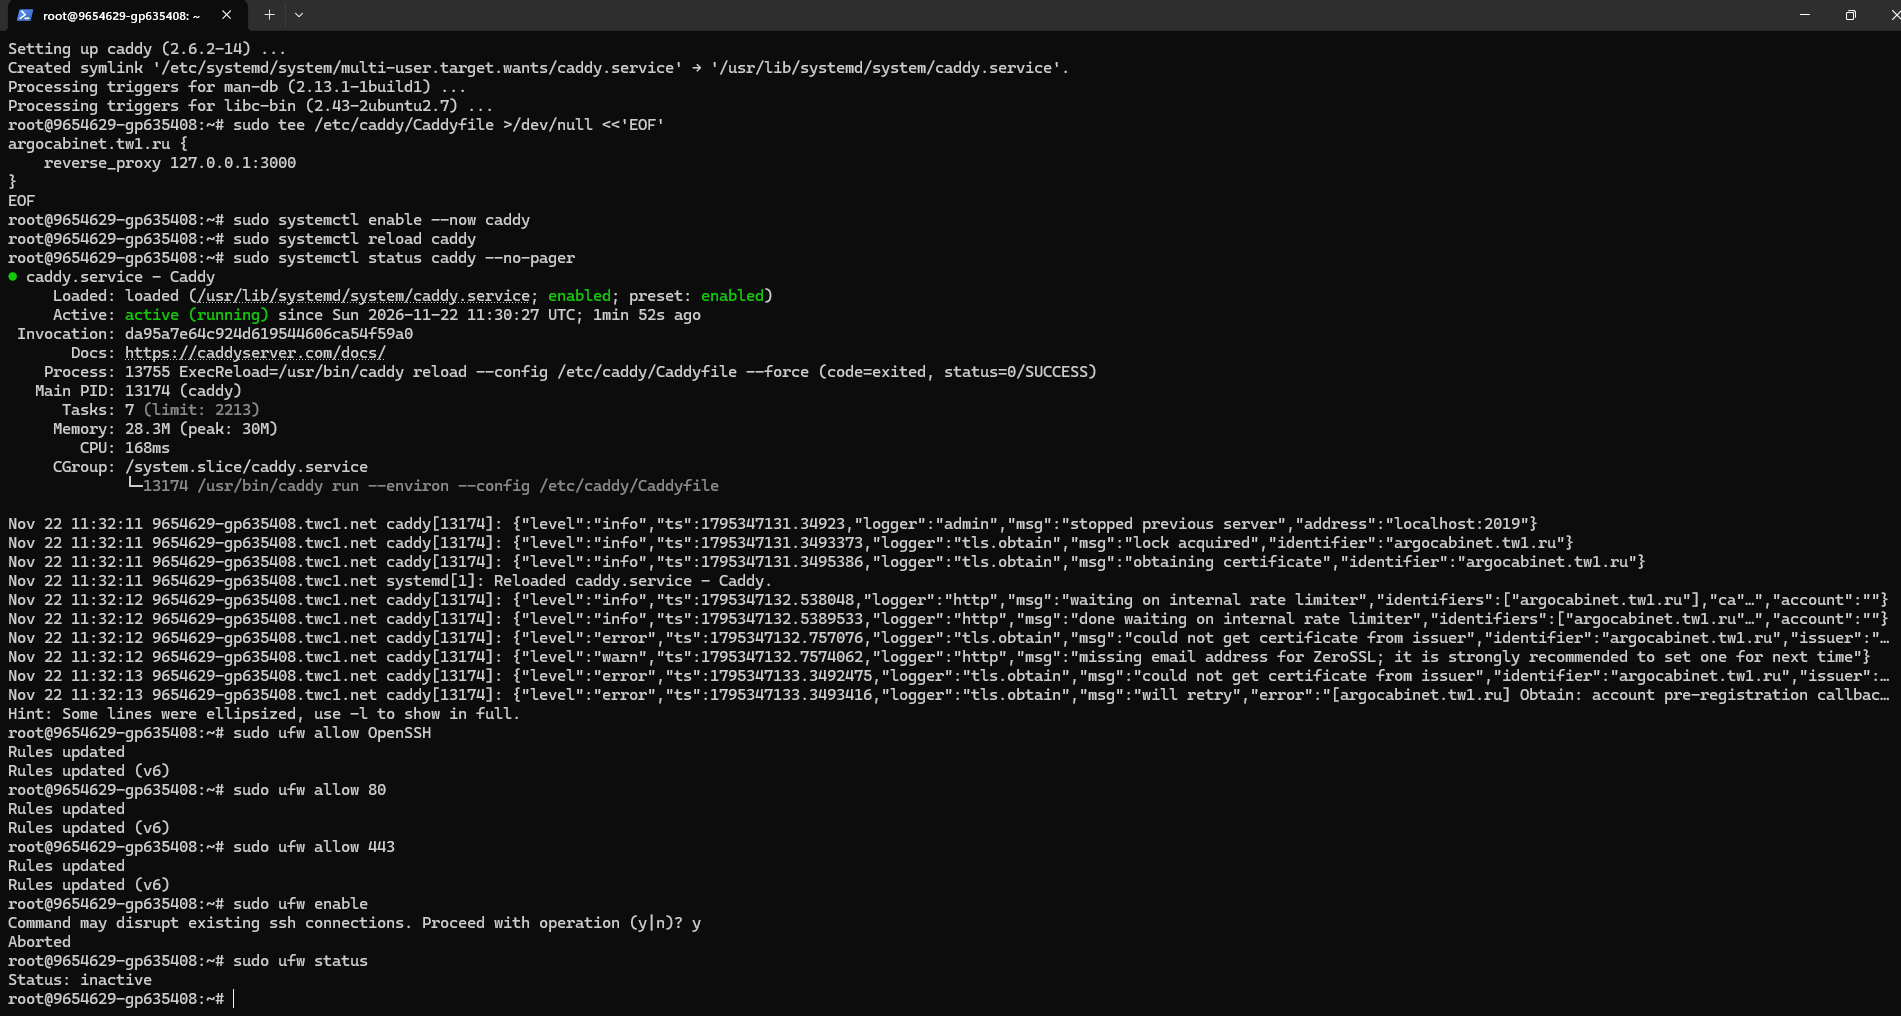 root@9654629-gp635408: ~
Setting up caddy (2.6.2-14) ...
Created symlink '/etc/systemd/system/multi-user.target.wants/caddy.service' → '/usr/lib/systemd/system/caddy.service'.
Processing triggers for man-db (2.13.1-1build1) ...
Processing triggers for libc-bin (2.43-2ubuntu2.7) ...
root@9654629-gp635408:~# sudo tee /etc/caddy/Caddyfile >/dev/null <<'EOF'
argocabinet.tw1.ru {
    reverse_proxy 127.0.0.1:3000
}
EOF
root@9654629-gp635408:~# sudo systemctl enable --now caddy
root@9654629-gp635408:~# sudo systemctl reload caddy
root@9654629-gp635408:~# sudo systemctl status caddy --no-pager
● caddy.service - Caddy
     Loaded: loaded (/usr/lib/systemd/system/caddy.service; enabled; preset: enabled)
     Active: active (running) since Sun 2026-11-22 11:30:27 UTC; 1min 52s ago
 Invocation: da95a7e64c924d619544606ca54f59a0
       Docs: https://caddyserver.com/docs/
    Process: 13755 ExecReload=/usr/bin/caddy reload --config /etc/caddy/Caddyfile --force (code=exited, status=0/SUCCESS)
   Main PID: 13174 (caddy)
      Tasks: 7 (limit: 2213)
     Memory: 28.3M (peak: 30M)
        CPU: 168ms
     CGroup: /system.slice/caddy.service
             └─13174 /usr/bin/caddy run --environ --config /etc/caddy/Caddyfile

Nov 22 11:32:11 9654629-gp635408.twc1.net caddy[13174]: {"level":"info","ts":1795347131.34923,"logger":"admin","msg":"stopped previous server","address":"localhost:2019"}
Nov 22 11:32:11 9654629-gp635408.twc1.net caddy[13174]: {"level":"info","ts":1795347131.3493373,"logger":"tls.obtain","msg":"lock acquired","identifier":"argocabinet.tw1.ru"}
Nov 22 11:32:11 9654629-gp635408.twc1.net caddy[13174]: {"level":"info","ts":1795347131.3495386,"logger":"tls.obtain","msg":"obtaining certificate","identifier":"argocabinet.tw1.ru"}
Nov 22 11:32:11 9654629-gp635408.twc1.net systemd[1]: Reloaded caddy.service - Caddy.
Nov 22 11:32:12 9654629-gp635408.twc1.net caddy[13174]: {"level":"info","ts":1795347132.538048,"logger":"http","msg":"waiting on internal rate limiter","identifiers":["argocabinet.tw1.ru"],"ca"…","account":""}
Nov 22 11:32:12 9654629-gp635408.twc1.net caddy[13174]: {"level":"info","ts":1795347132.5389533,"logger":"http","msg":"done waiting on internal rate limiter","identifiers":["argocabinet.tw1.ru"…","account":""}
Nov 22 11:32:12 9654629-gp635408.twc1.net caddy[13174]: {"level":"error","ts":1795347132.757076,"logger":"tls.obtain","msg":"could not get certificate from issuer","identifier":"argocabinet.tw1.ru","issuer":"…
Nov 22 11:32:12 9654629-gp635408.twc1.net caddy[13174]: {"level":"warn","ts":1795347132.7574062,"logger":"http","msg":"missing email address for ZeroSSL; it is strongly recommended to set one for next time"}
Nov 22 11:32:13 9654629-gp635408.twc1.net caddy[13174]: {"level":"error","ts":1795347133.3492475,"logger":"tls.obtain","msg":"could not get certificate from issuer","identifier":"argocabinet.tw1.ru","issuer":…
Nov 22 11:32:13 9654629-gp635408.twc1.net caddy[13174]: {"level":"error","ts":1795347133.3493416,"logger":"tls.obtain","msg":"will retry","error":"[argocabinet.tw1.ru] Obtain: account pre-registration callbac…
Hint: Some lines were ellipsized, use -l to show in full.
root@9654629-gp635408:~# sudo ufw allow OpenSSH
Rules updated
Rules updated (v6)
root@9654629-gp635408:~# sudo ufw allow 80
Rules updated
Rules updated (v6)
root@9654629-gp635408:~# sudo ufw allow 443
Rules updated
Rules updated (v6)
root@9654629-gp635408:~# sudo ufw enable
Command may disrupt existing ssh connections. Proceed with operation (y|n)? y
Aborted
root@9654629-gp635408:~# sudo ufw status
Status: inactive
root@9654629-gp635408:~#